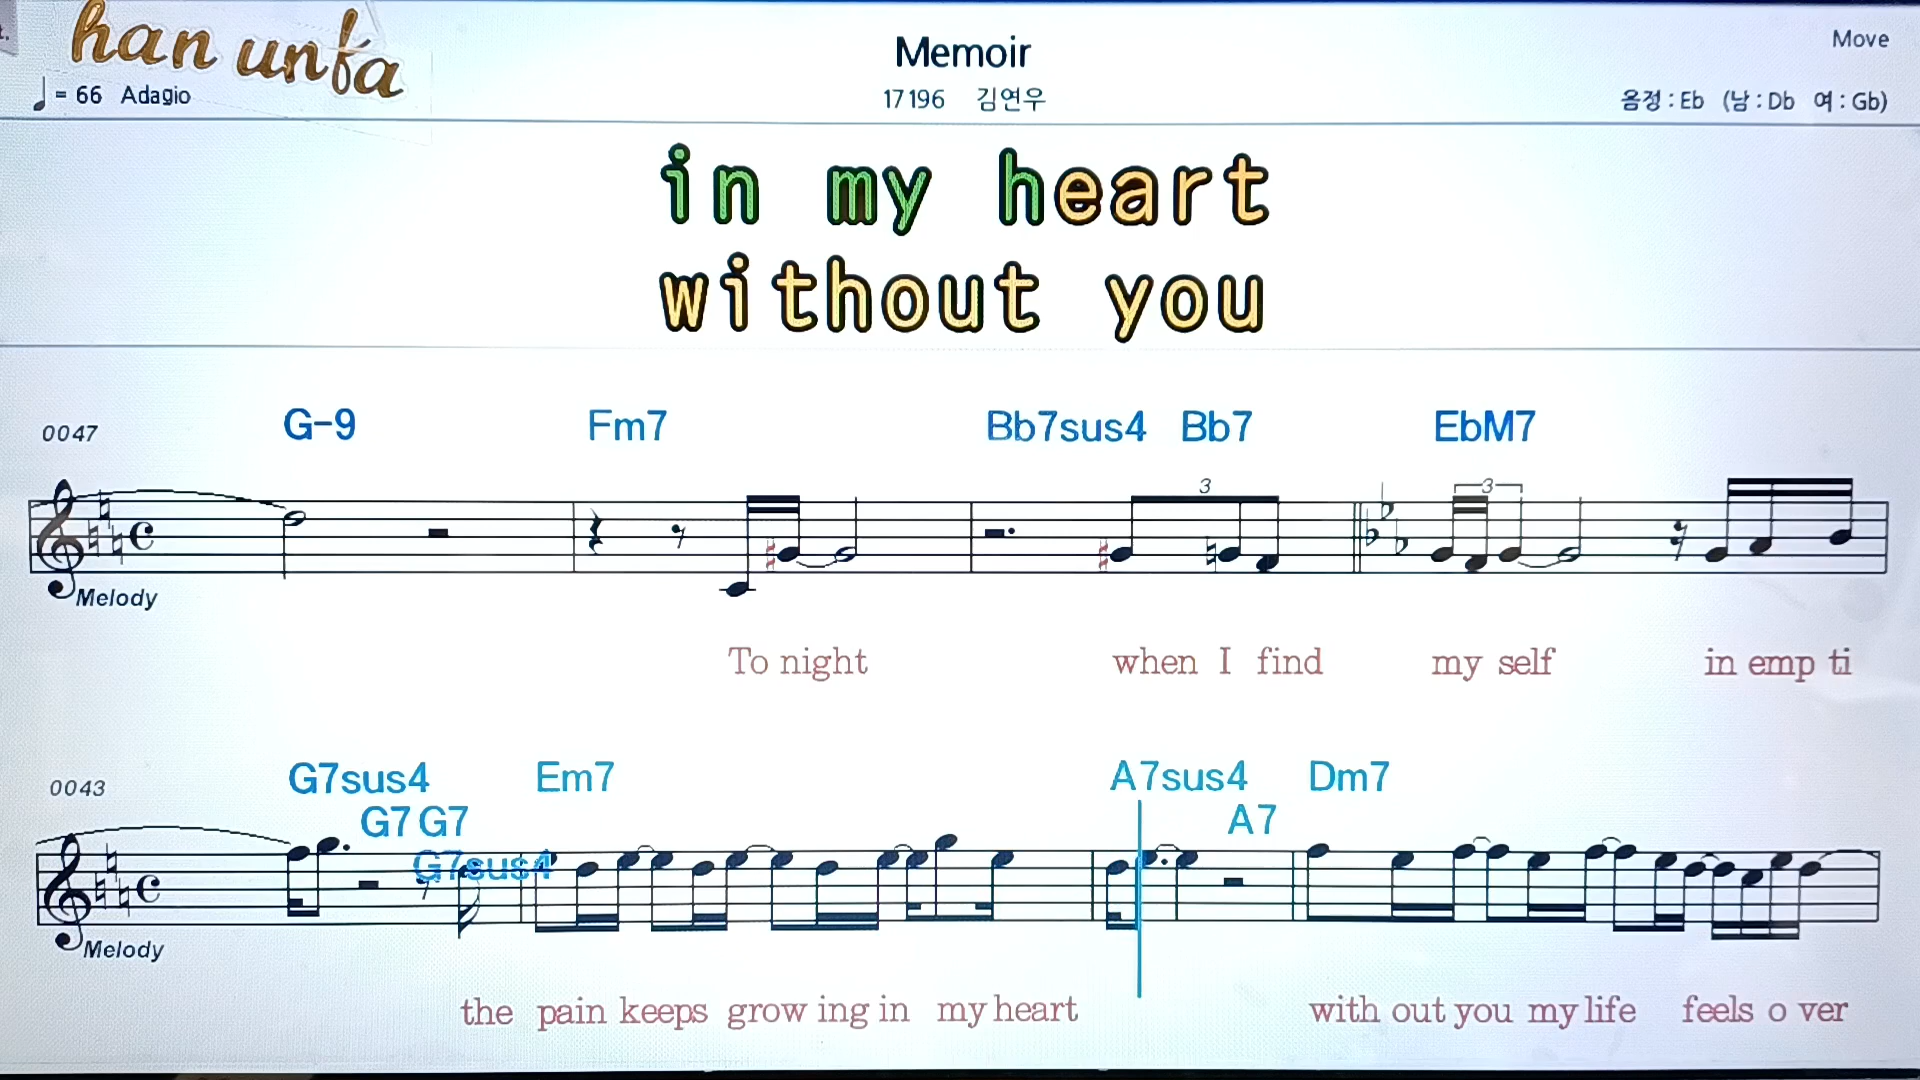 han unfa
Memoir
Move
= 66 Adagio
17196 김연우
음정 : Eb (남 : Db 여 : Gb)
in my heart
without you
0047 G-9 Fm7 Bb7sus4 Bb7 EbM7
3 3
Melody
To night when I find my self in emp ti
0043 G7sus4 Em7 A7sus4 Dm7
G7 G7 A7
G7sus4
Melody
the pain keeps grow ing in my heart with out you my life feels o ver